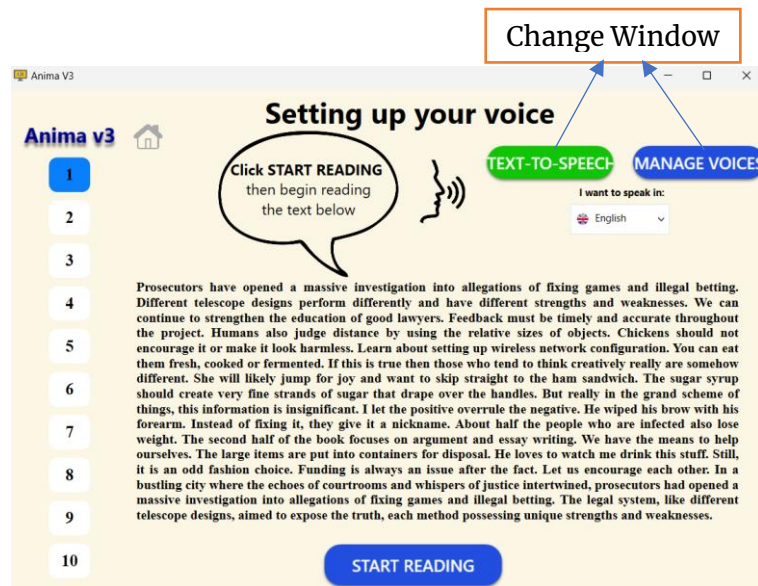 Change Window
Anima V3
Setting up your voice
Anima v3
Click START READING
then begin reading
the text below
TEXT-TO-SPEECH
MANAGE VOICES
I want to speak in:
English
1
2
3
4
5
6
7
8
9
10
Prosecutors have opened a massive investigation into allegations of fixing games and illegal betting.
Different telescope designs perform differently and have different strengths and weaknesses. We can
continue to strengthen the education of good lawyers. Feedback must be timely and accurate throughout
the project. Humans also judge distance by using the relative sizes of objects. Chickens should not
encourage it or make it look harmless. Learn about setting up wireless network configuration. You can eat
them fresh, cooked or fermented. If this is true then those who tend to think creatively really are somehow
different. She will likely jump for joy and want to skip straight to the ham sandwich. The sugar syrup
should create very fine strands of sugar that drape over the handles. But really in the grand scheme of
things, this information is insignificant. I let the positive overrule the negative. He wiped his brow with his
forearm. Instead of fixing it, they give it a nickname. About half the people who are infected also lose
weight. The second half of the book focuses on argument and essay writing. We have the means to help
ourselves. The large items are put into containers for disposal. He loves to watch me drink this stuff. Still,
it is an odd fashion choice. Funding is always an issue after the fact. Let us encourage each other. In a
bustling city where the echoes of courtrooms and whispers of justice intertwined, prosecutors had opened a
massive investigation into allegations of fixing games and illegal betting. The legal system, like different
telescope designs, aimed to expose the truth, each method possessing unique strengths and weaknesses.
START READING